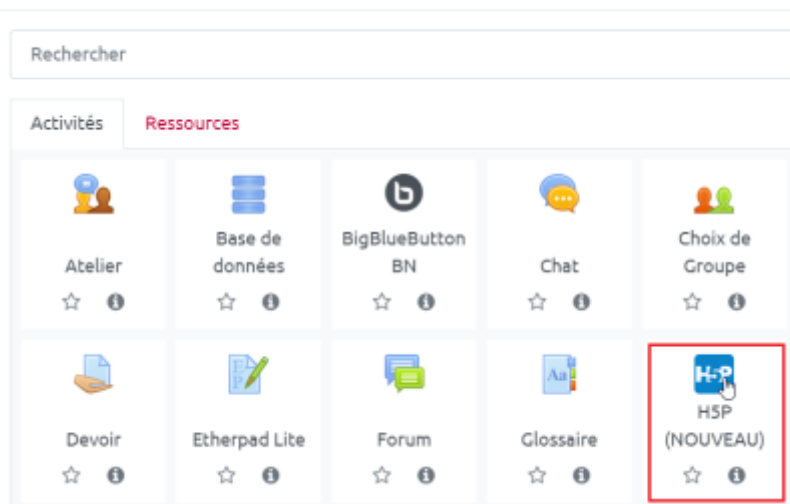 Rechercher
Activités Ressources
Atelier
Base de
données
BigBlueButton
BN
Chat
Choix de
Groupe
Devoir
Etherpad Lite
Forum
Aa
Glossaire
H5P
H5P
(NOUVEAU)